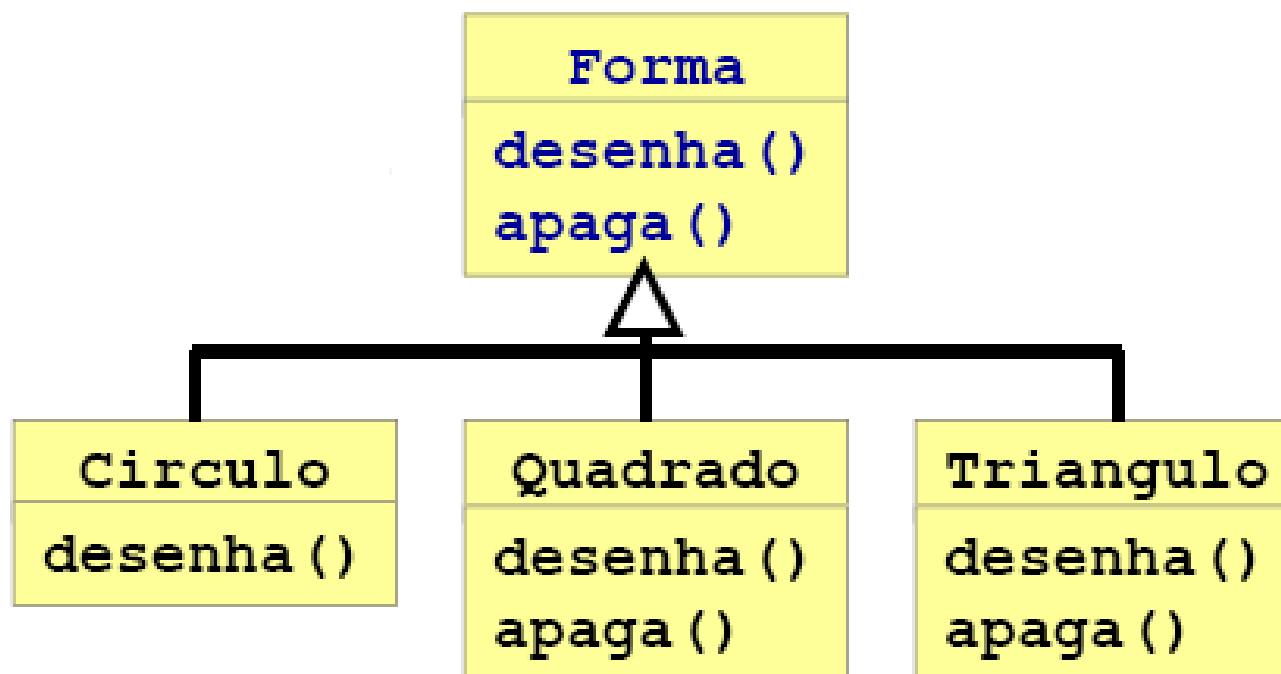 Forma
desenha()
apaga()
Circulo
desenha()
Quadrado
desenha()
apaga()
Triangulo
desenha()
apaga()